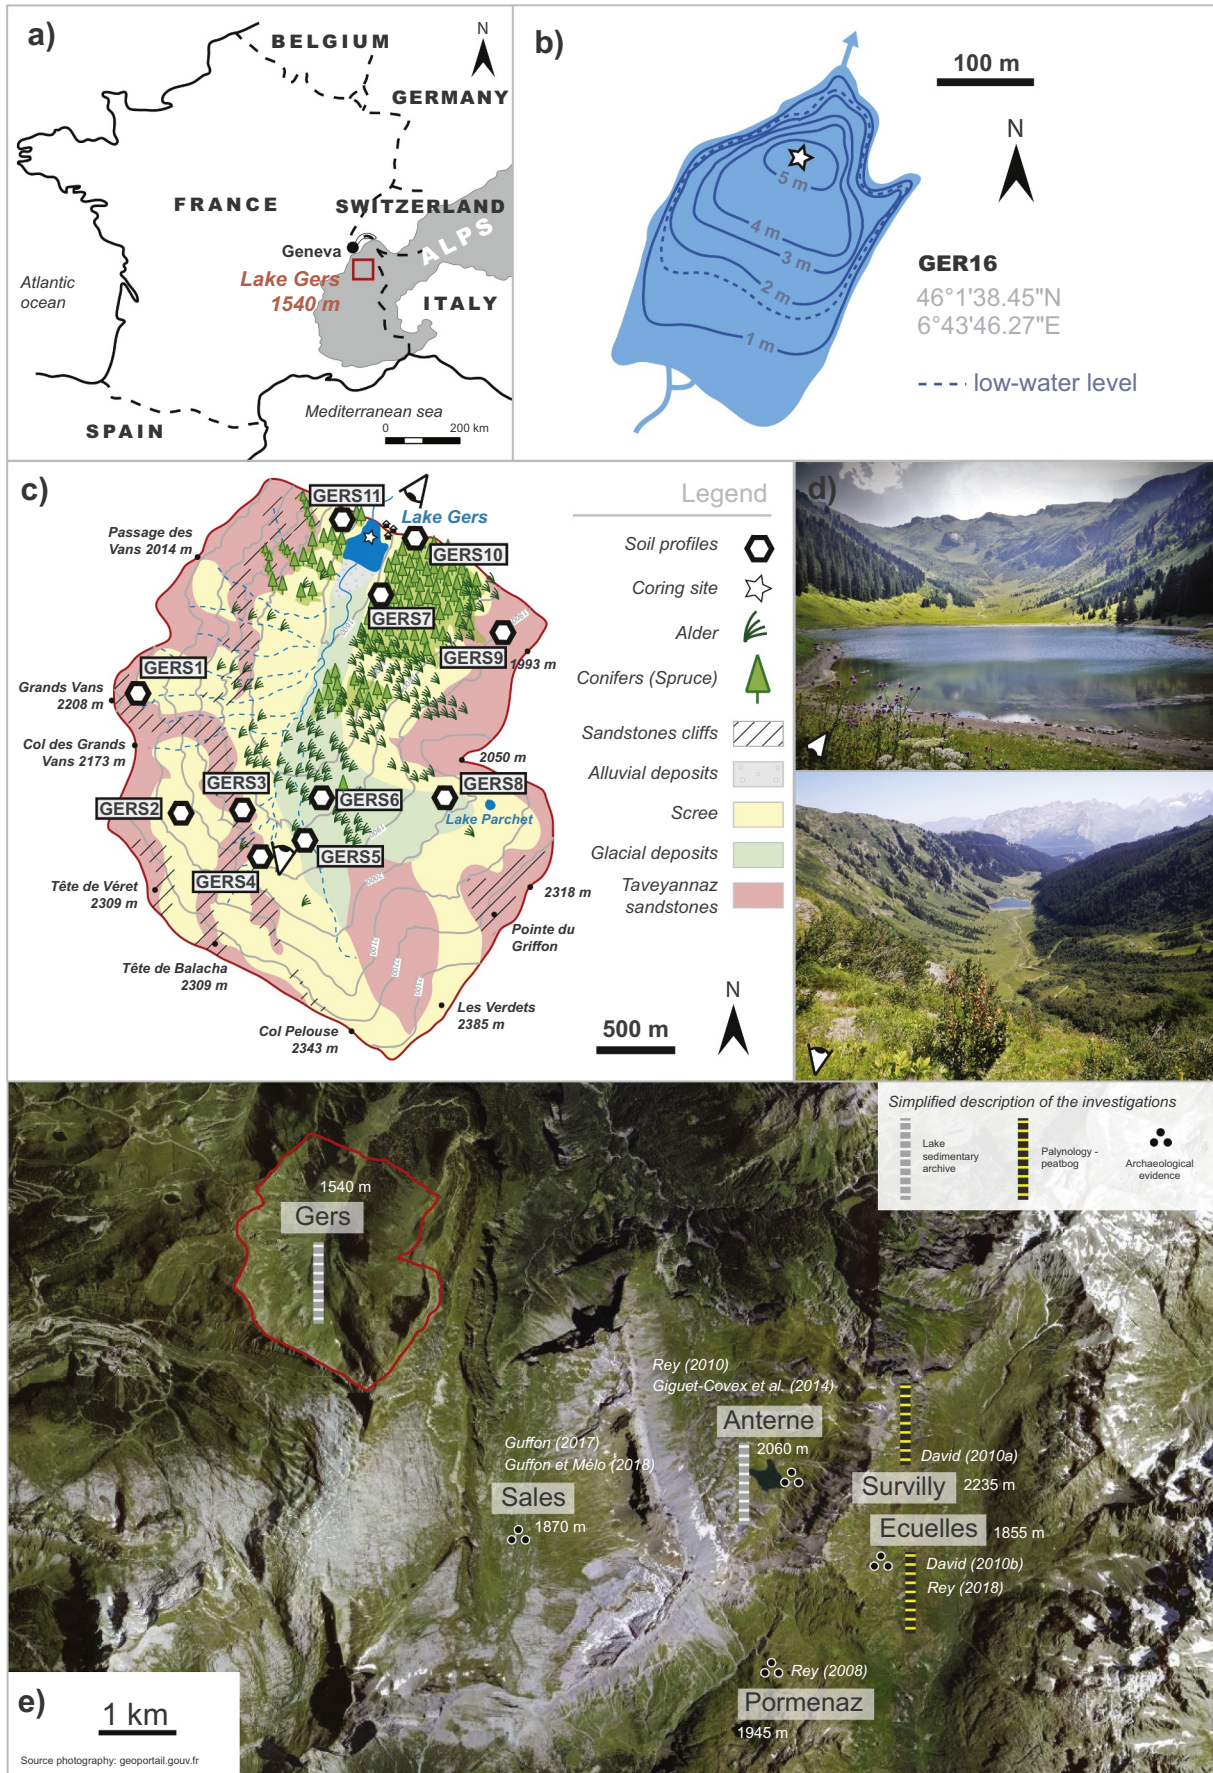 a)
BELGIUM
N
GERMANY
FRANCE
SWITZERLAND
ALPS
Geneva
Lake Gers
1540 m
Atlantic
ocean
ITALY
Mediterranean sea
SPAIN
0 200 km
b)
100 m
N
5 m
4 m
3 m
2 m
1 m
GER16
46°1'38.45"N
6°43'46.27"E
low-water level
c)
GERS11
Lake Gers
Passage des
Vans 2014 m
GERS10
GERS7
1600
1900
GERS9
1993 m
GERS1
Grands Vans
2208 m
Col des Grands
Vans 2173 m
2050 m
GERS3
GERS8
GERS2
GERS6
Lake Parchet
GERS5
GERS4
2000
Tête de Véret
2309 m
2318 m
Pointe du
Griffon
2100
Tête de Balacha
2309 m
Les Verdets
2385 m
Col Pelouse
2343 m
Legend
Soil profiles
Coring site
Alder
Conifers (Spruce)
Sandstones cliffs
Alluvial deposits
Scree
Glacial deposits
Taveyannaz
sandstones
500 m
N
d)
Simplified description of the investigations
Lake
sedimentary
archive
Palynology -
peatbog
Archaeological
evidence
1540 m
Gers
Rey (2010)
Giguet-Covex et al. (2014)
Anterne
2060 m
Guffon (2017)
Guffon et Mélo (2018)
Sales
1870 m
David (2010a)
Survilly
2235 m
Ecuelles
1855 m
David (2010b)
Rey (2018)
Rey (2008)
Pormenaz
1945 m
e)
1 km
Source photography: geoportail.gouv.fr